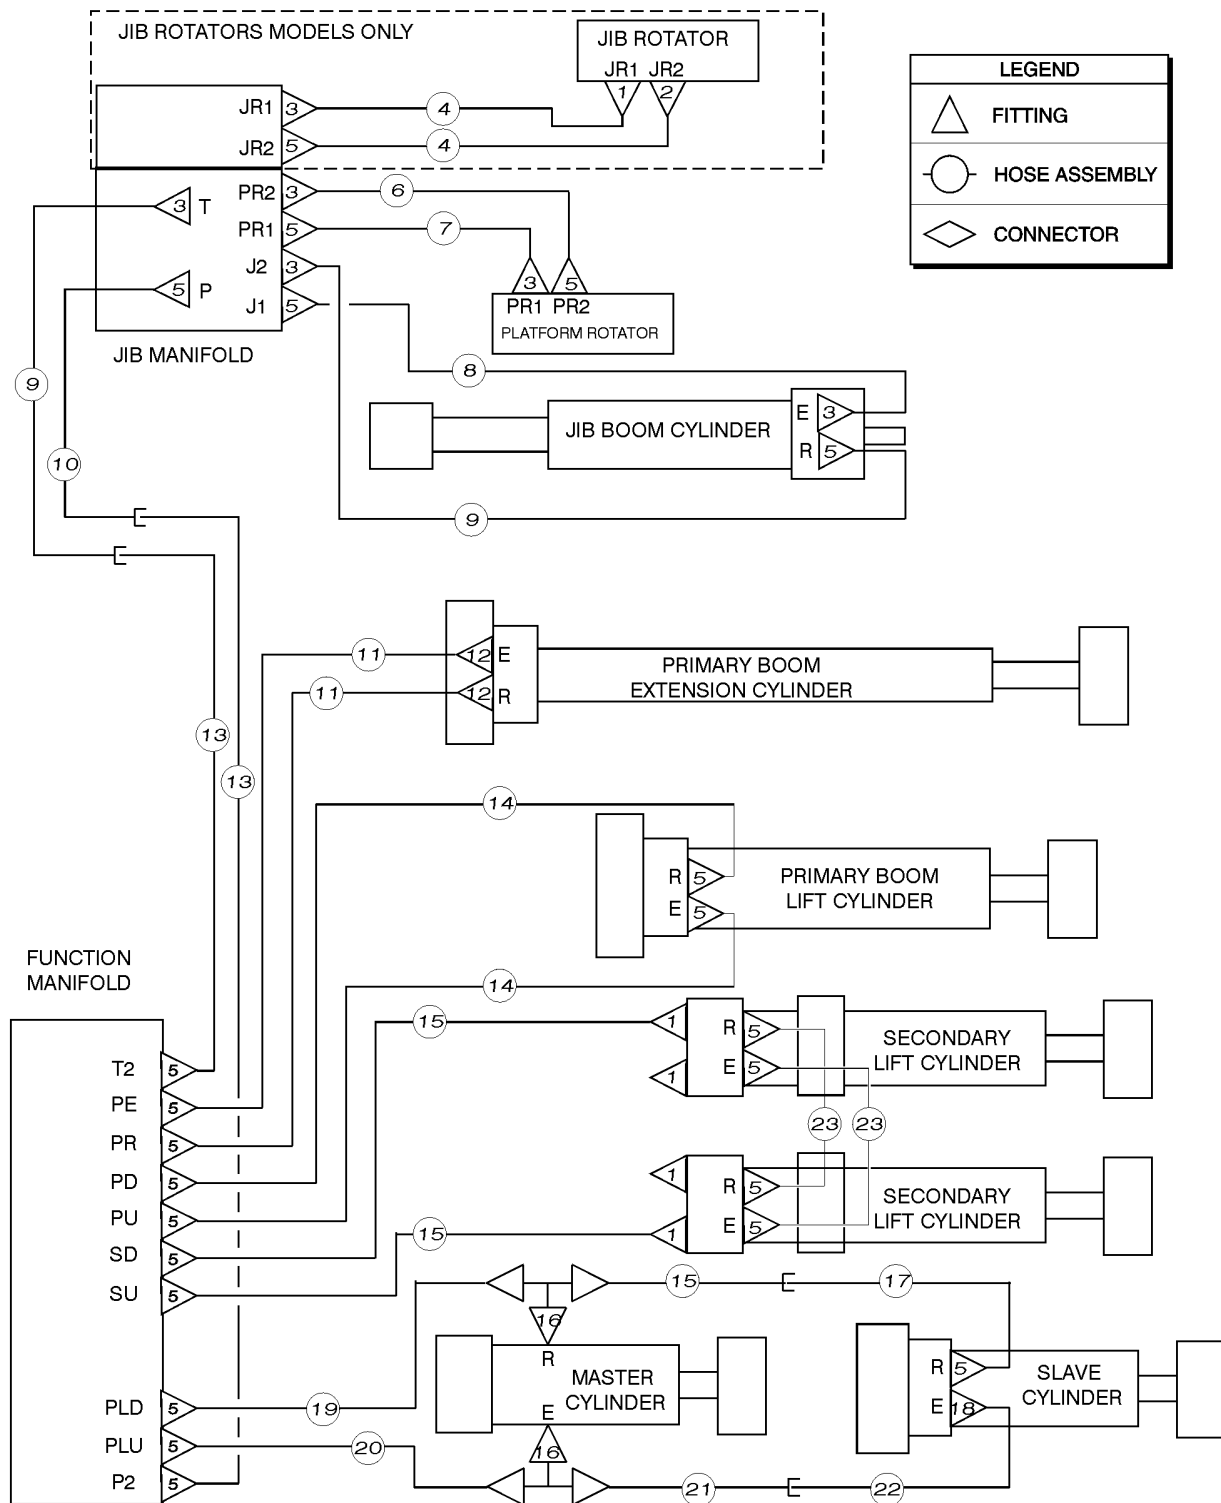 JIB ROTATORS MODELS ONLY
JIB ROTATOR
JR1 JR2
1 2
LEGEND
FITTING
HOSE ASSEMBLY
CONNECTOR
JR1 3 4
JR2 5 4
3 T
PR2 3 6
PR1 5 7
J2 3
5 P
J1 5
3 5
PR1 PR2
PLATFORM ROTATOR
JIB MANIFOLD
9
8
E 3
JIB BOOM CYLINDER
R 5
10
9
11 12 E
11 12 R
PRIMARY BOOM
EXTENSION CYLINDER
13
13
14
R 5
E 5
PRIMARY BOOM
LIFT CYLINDER
14
FUNCTION
MANIFOLD
15 1 R 5
1 E 5
SECONDARY
LIFT CYLINDER
23 23
1 R 5
15 1 E 5
SECONDARY
LIFT CYLINDER
T2 5
PE 5
PR 5
PD 5
PU 5
SD 5
SU 5
15 17
16
R
MASTER
CYLINDER
E
16
R 5
E 18
SLAVE
CYLINDER
PLD 5 19
PLU 5 20
P2 5
21 22